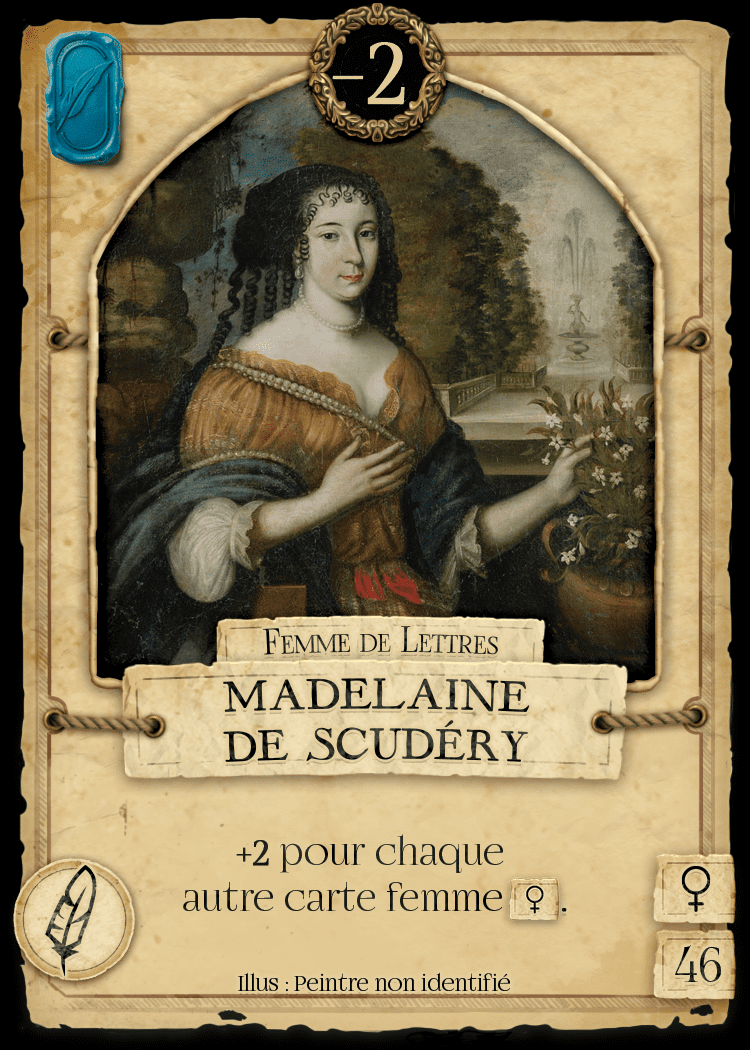 -2
Femme de Lettres
MADELAINE
DE SCUDÉRY
+2 pour chaque
autre carte femme ♀.
♀
46
Illus : Peintre non identifié